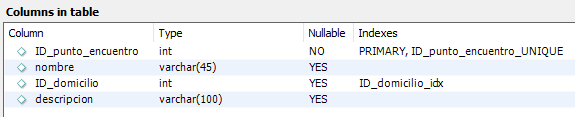 Columns in table
Column Type Nullable Indexes
ID_punto_encuentro int NO PRIMARY, ID_punto_encuentro_UNIQUE
nombre varchar(45) YES
ID_domicilio int YES ID_domicilio_idx
descripcion varchar(100) YES